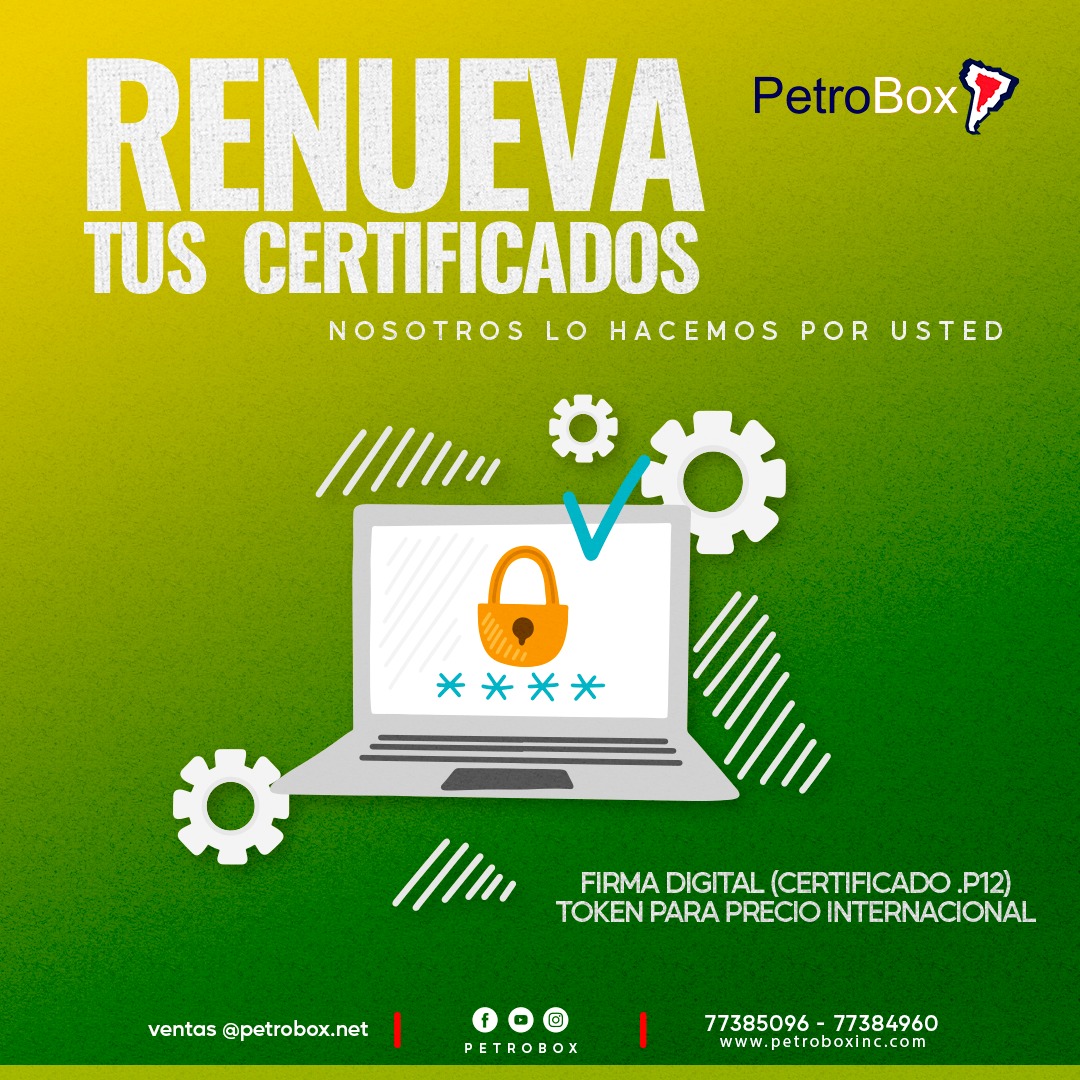 RENUEVA
TUS CERTIFICADOS
PetroBox
NOSOTROS LO HACEMOS POR USTED
* * * *
FIRMA DIGITAL (CERTIFICADO .P12)
TOKEN PARA PRECIO INTERNACIONAL
ventas @petrobox.net
PETROBOX
77385096 - 77384960
www.petroboxinc.com